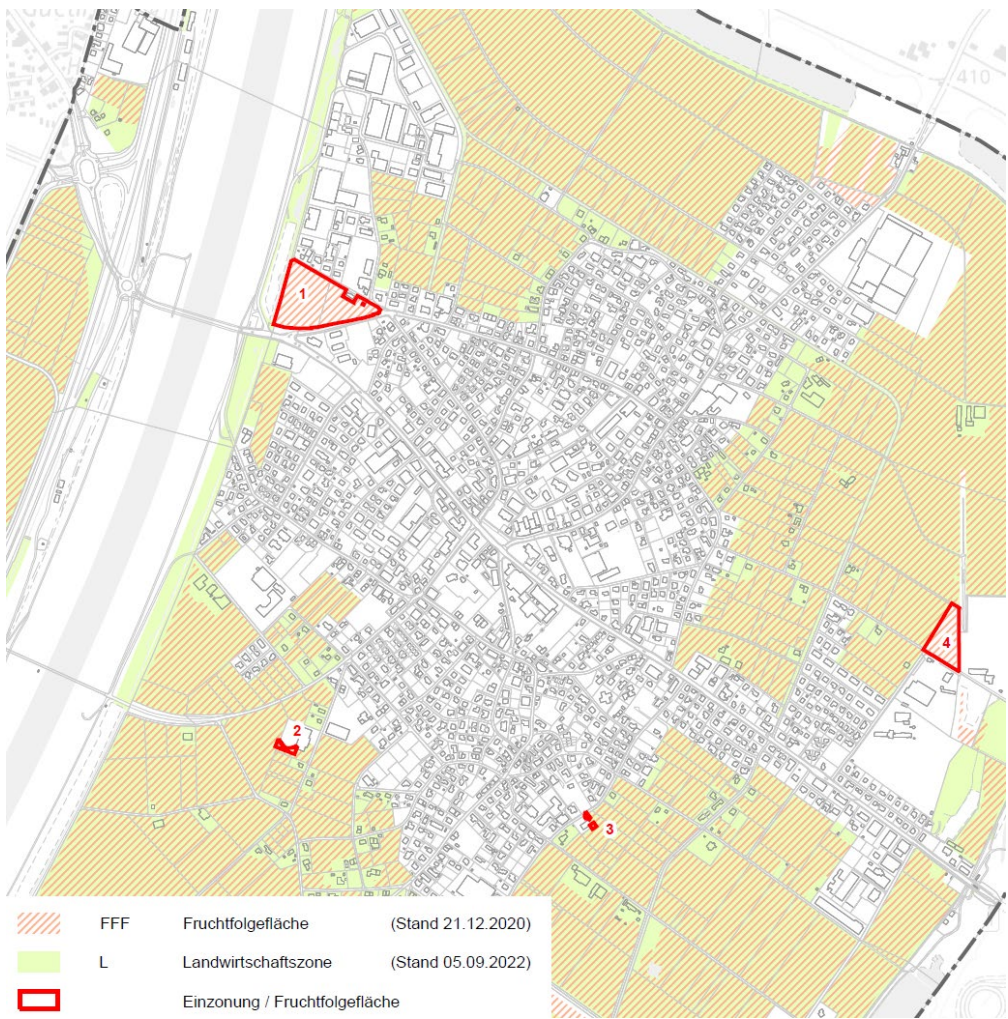 410
1
4
2
3
FFF Fruchtfolgefläche (Stand 21.12.2020)
L Landwirtschaftszone (Stand 05.09.2022)
Einzonung / Fruchtfolgefläche